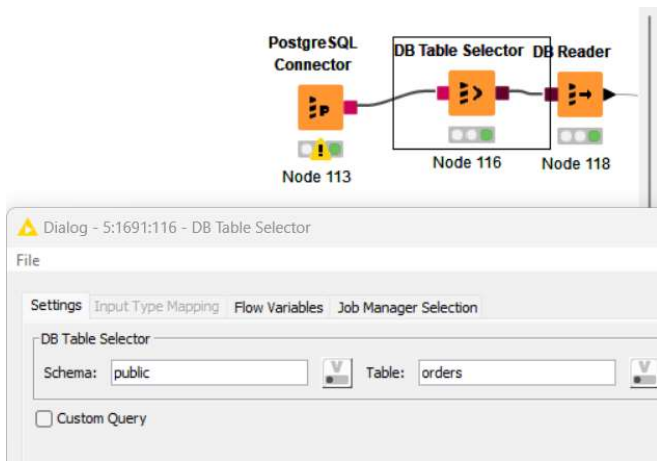 PostgreSQL
Connector
DB Table Selector
DB Reader
P
Node 113
Node 116
Node 118
Dialog - 5:1691:116 - DB Table Selector
File
Settings Input Type Mapping Flow Variables Job Manager Selection
DB Table Selector
Schema: public V Table: orders V
Custom Query